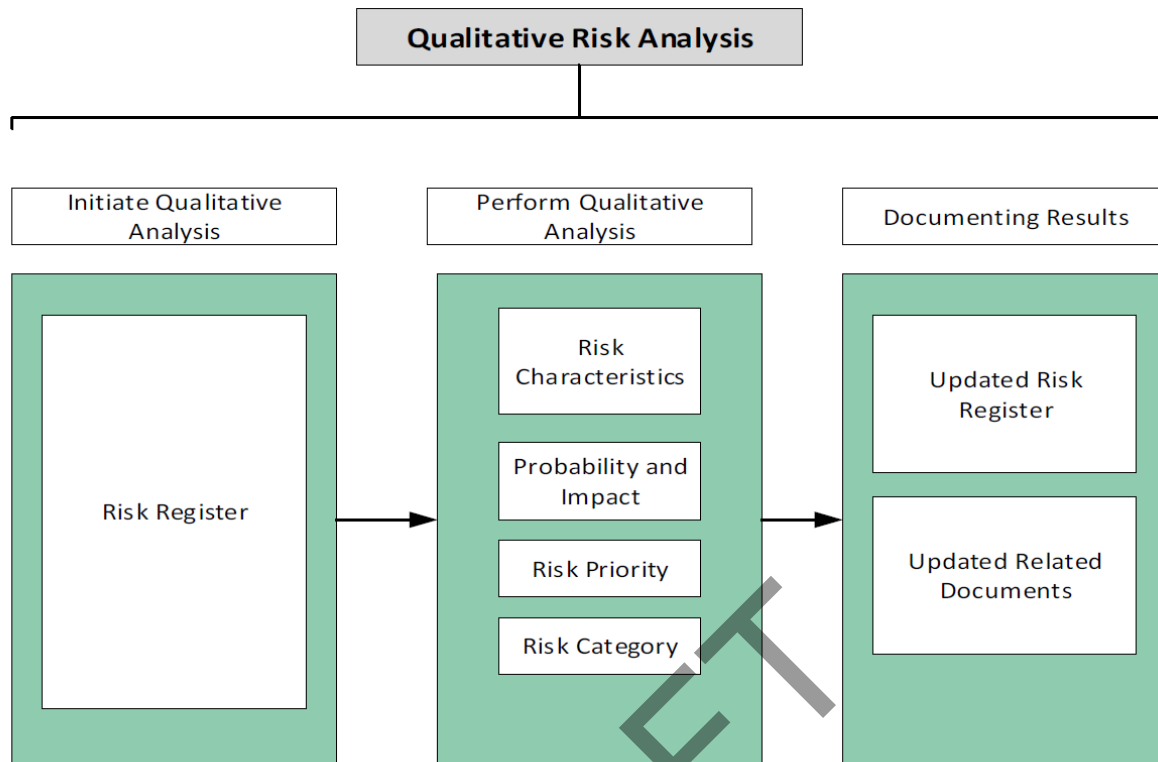 Qualitative Risk Analysis
Initiate Qualitative
Analysis
Perform Qualitative
Analysis
Documenting Results
Risk Register
Risk
Characteristics
Probability and
Impact
Risk Priority
Risk Category
Updated Risk
Register
Updated Related
Documents
ET